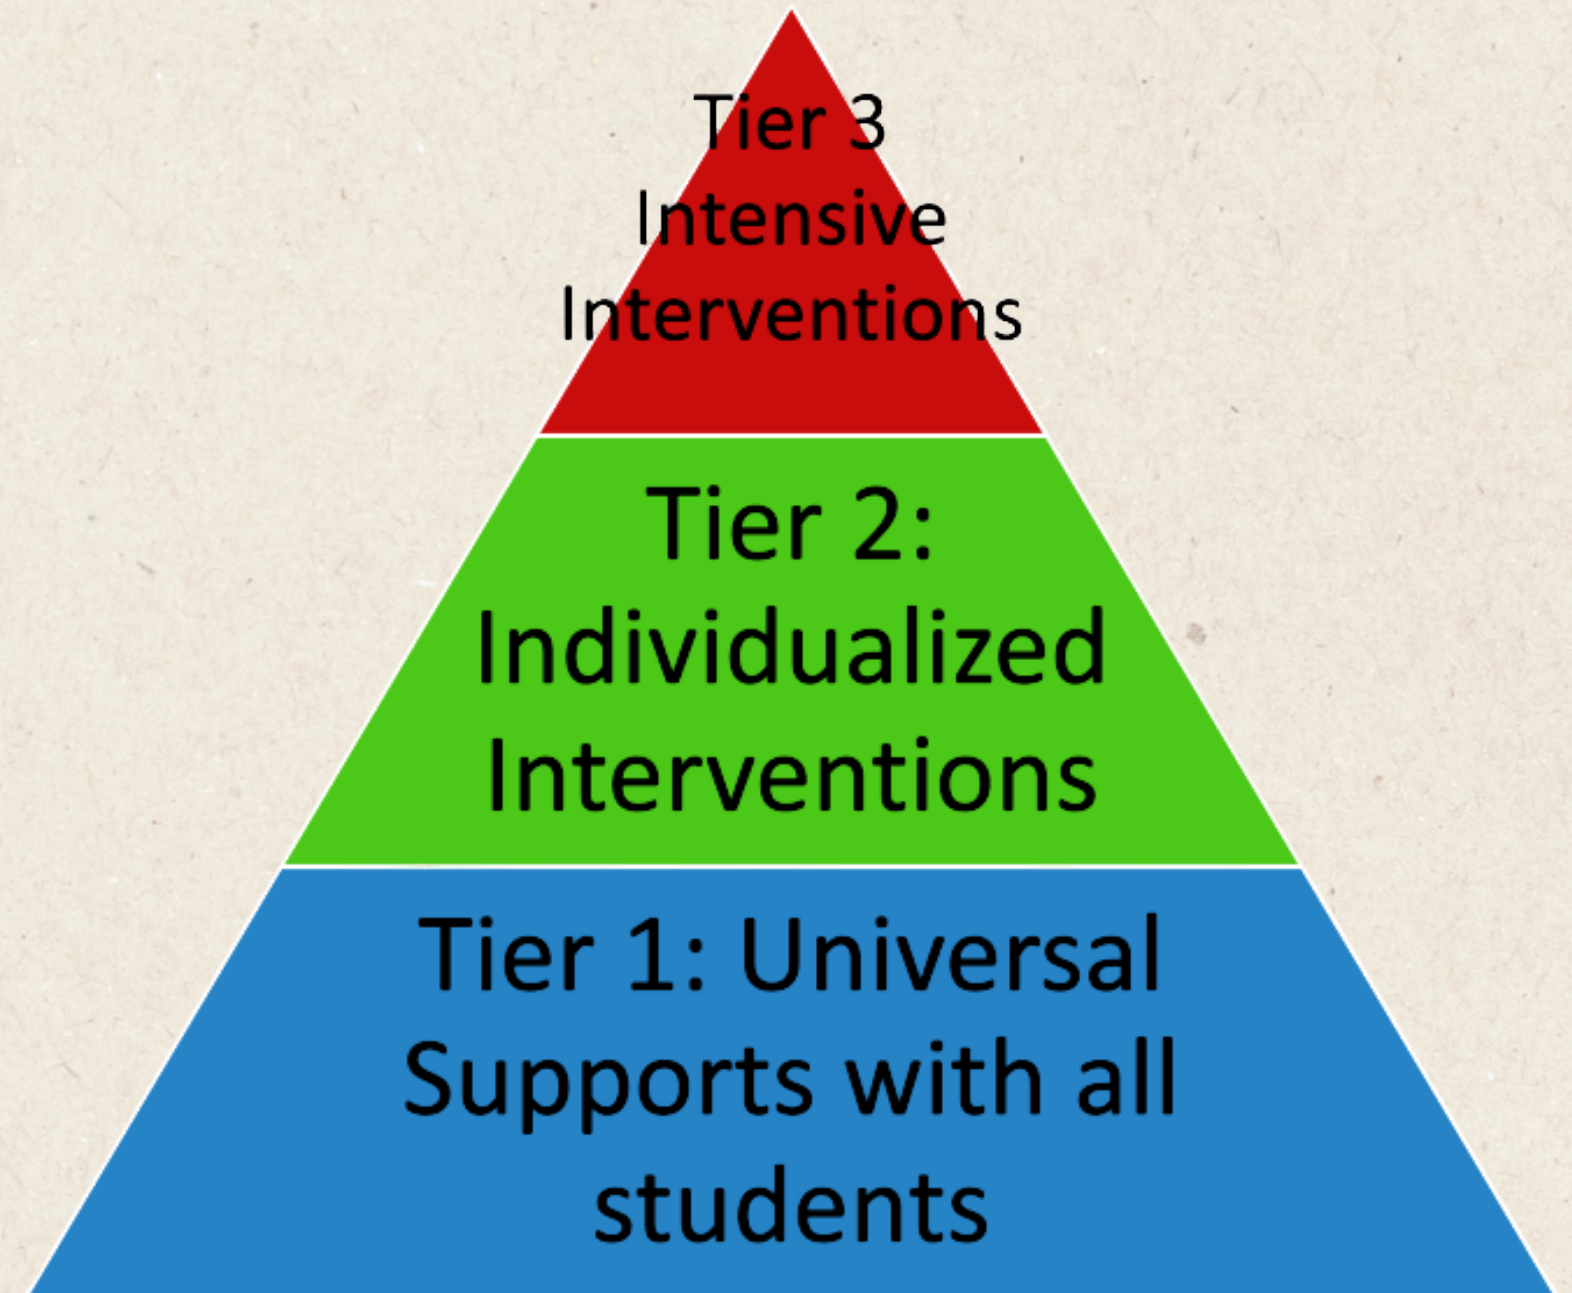 Tier 3
Intensive
Interventions
Tier 2:
Individualized
Interventions
Tier 1: Universal
Supports with all
students